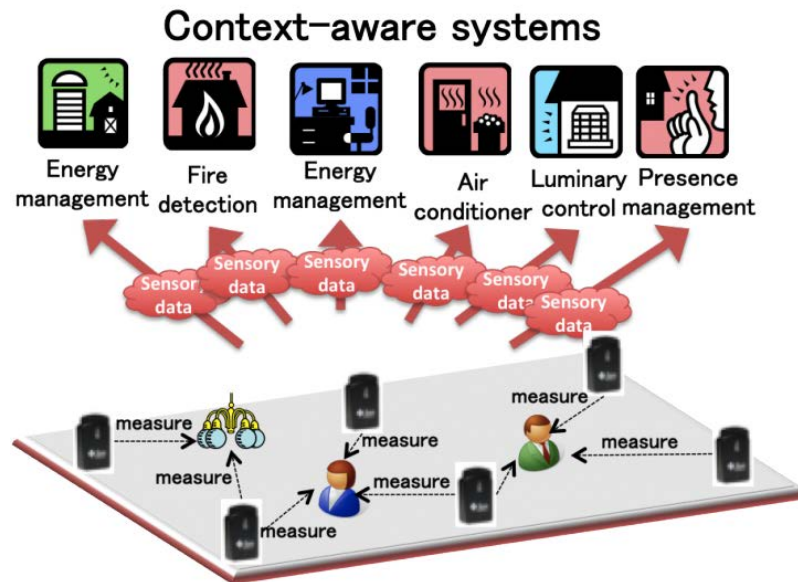 Context-aware systems
Energy
management
Fire
detection
Energy
management
Air
conditioner
Luminary
control
Presence
management
Sensory
data
Sensory
data
Sensory
data
Sensory
data
Sensory
data
Sensory
data
measure
measure
measure
measure
measure
measure
measure